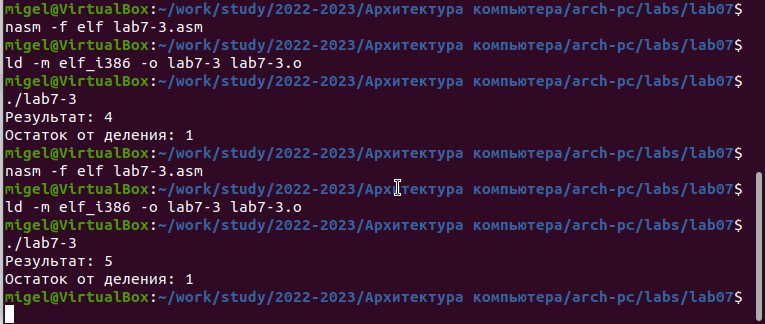 migel@VirtualBox:~/work/study/2022-2023/Архитектура компьютера/arch-pc/labs/lab07$
nasm -f elf lab7-3.asm
migel@VirtualBox:~/work/study/2022-2023/Архитектура компьютера/arch-pc/labs/lab07$
ld -m elf_i386 -o lab7-3 lab7-3.o
migel@VirtualBox:~/work/study/2022-2023/Архитектура компьютера/arch-pc/labs/lab07$
./lab7-3
Результат: 4
Остаток от деления: 1
migel@VirtualBox:~/work/study/2022-2023/Архитектура компьютера/arch-pc/labs/lab07$
nasm -f elf lab7-3.asm
migel@VirtualBox:~/work/study/2022-2023/Архитектура компьютера/arch-pc/labs/lab07$
ld -m elf_i386 -o lab7-3 lab7-3.o
migel@VirtualBox:~/work/study/2022-2023/Архитектура компьютера/arch-pc/labs/lab07$
./lab7-3
Результат: 5
Остаток от деления: 1
migel@VirtualBox:~/work/study/2022-2023/Архитектура компьютера/arch-pc/labs/lab07$